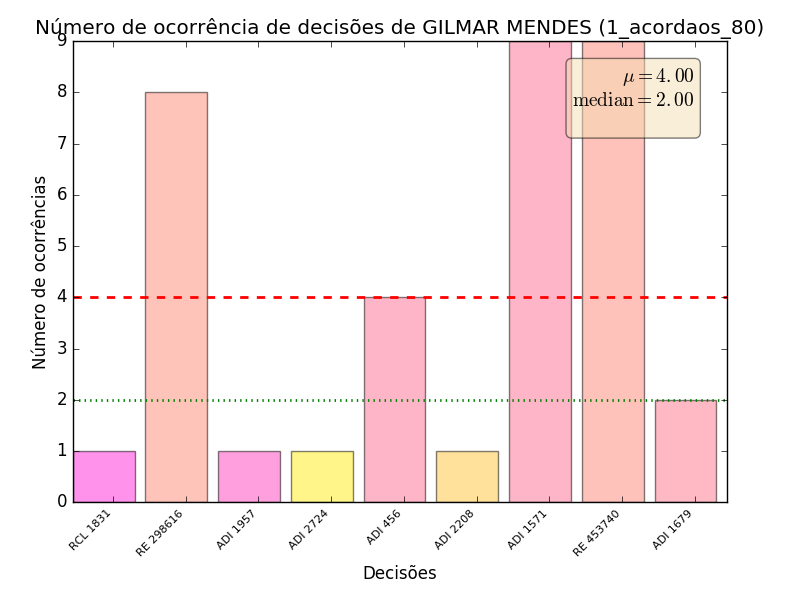 Número de ocorrência de decisões de GILMAR MENDES (1_acordaos_80)
μ = 4.00
median = 2.00
Número de ocorrências
9
8
7
6
5
4
3
2
1
0
RCL 1831
RE 298616
ADI 1957
ADI 2724
ADI 456
ADI 2208
ADI 1571
RE 453740
ADI 1679
Decisões